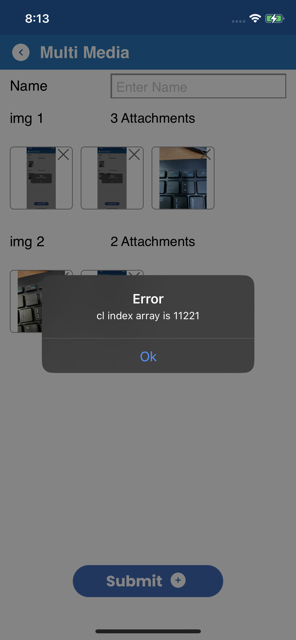 8:13
Multi Media
Name
Enter Name
img 1
3 Attachments
img 2
2 Attachments
Error
cl index array is 11221
Ok
Submit